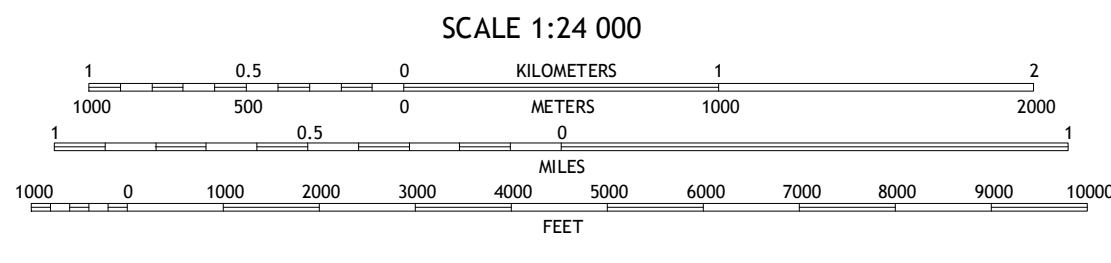 SCALE 1:24 000
1 0.5 0 KILOMETERS 1 2
1000 500 0 METERS 1000 2000
1 0.5 0 1
MILES
1000 0 1000 2000 3000 4000 5000 6000 7000 8000 9000 10000
FEET